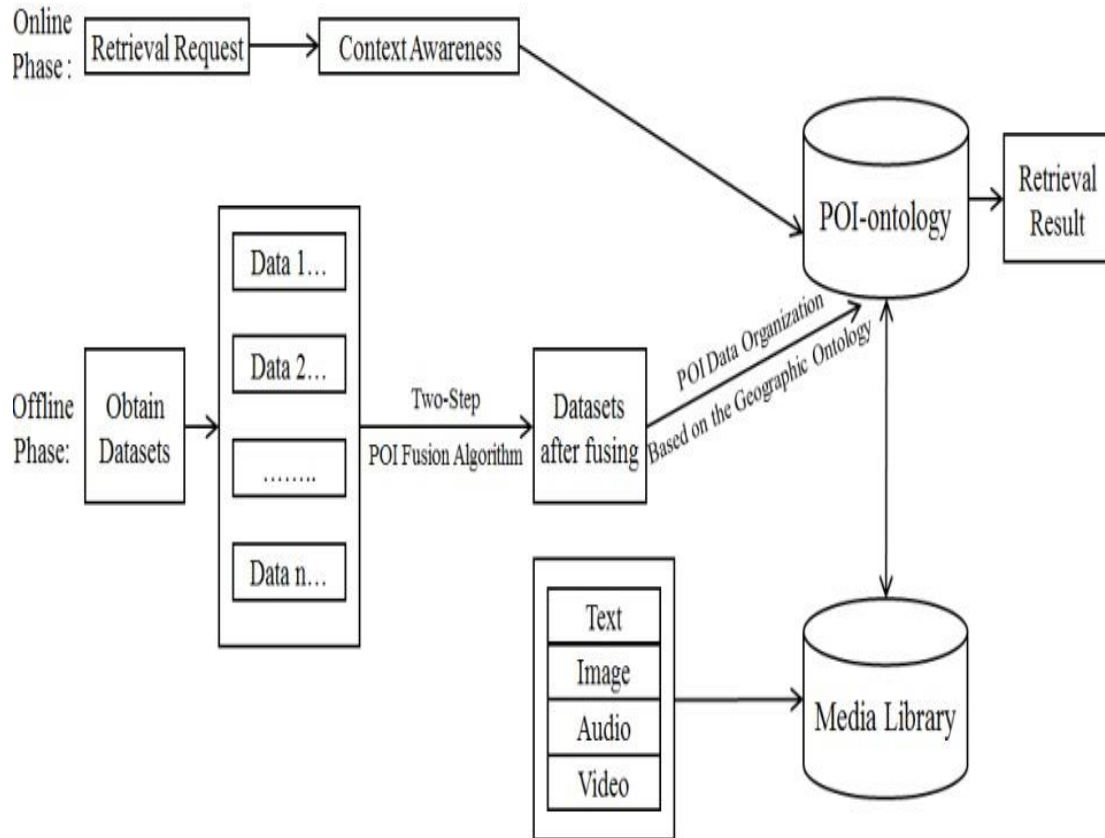 Online
Phase :
Retrieval Request
Context Awareness
POI-ontology
Retrieval
Result
Offline
Phase:
Obtain
Datasets
Data 1…
Data 2…
……..
Data n…
Two-Step
POI Fusion Algorithm
Datasets
after fusing
POI Data Organization
Based on the Geographic Ontology
Text
Image
Audio
Video
Media Library